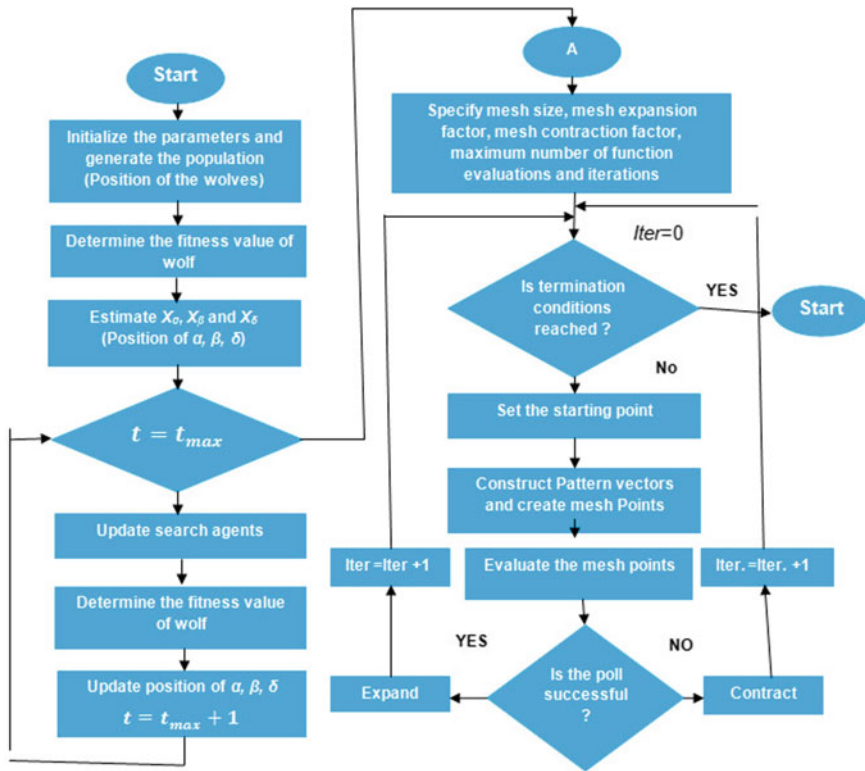 Start
Initialize the parameters and
generate the population
(Position of the wolves)
Determine the fitness value of
wolf
Estimate Xα, Xβ and Xδ
(Position of α, β, δ)
t = tmax
Update search agents
Determine the fitness value
of wolf
Update position of α, β, δ
t = tmax + 1
A
Specify mesh size, mesh expansion
factor, mesh contraction factor,
maximum number of function
evaluations and iterations
Iter=0
Is termination
conditions
reached ?
YES
Start
No
Set the starting point
Construct Pattern vectors
and create mesh Points
Iter =Iter +1
Evaluate the mesh points
Iter. =Iter. +1
YES
NO
Is the poll
successful
?
Expand
Contract